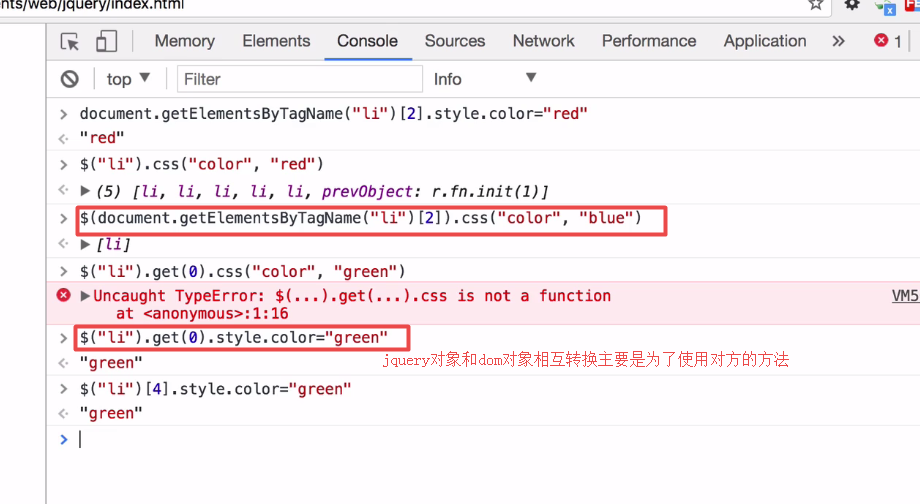 ents/web/jquery/index.html
Memory Elements Console Sources Network Performance Application » 1
top ▼ Filter Info ▼
> document.getElementsByTagName("li")[2].style.color="red"
"red"
> $("li").css("color", "red")
▶ (5) [li, li, li, li, li, prevObject: r.fn.init(1)]
> $(document.getElementsByTagName("li")[2]).css("color", "blue")
▶ [li]
> $("li").get(0).css("color", "green")
▶ Uncaught TypeError: $(...).get(...).css is not a function VM5
at <anonymous>:1:16
> $("li").get(0).style.color="green"
"green"
jquery对象和dom对象相互转换主要是为了使用对方的方法
> $("li")[4].style.color="green"
"green"
>